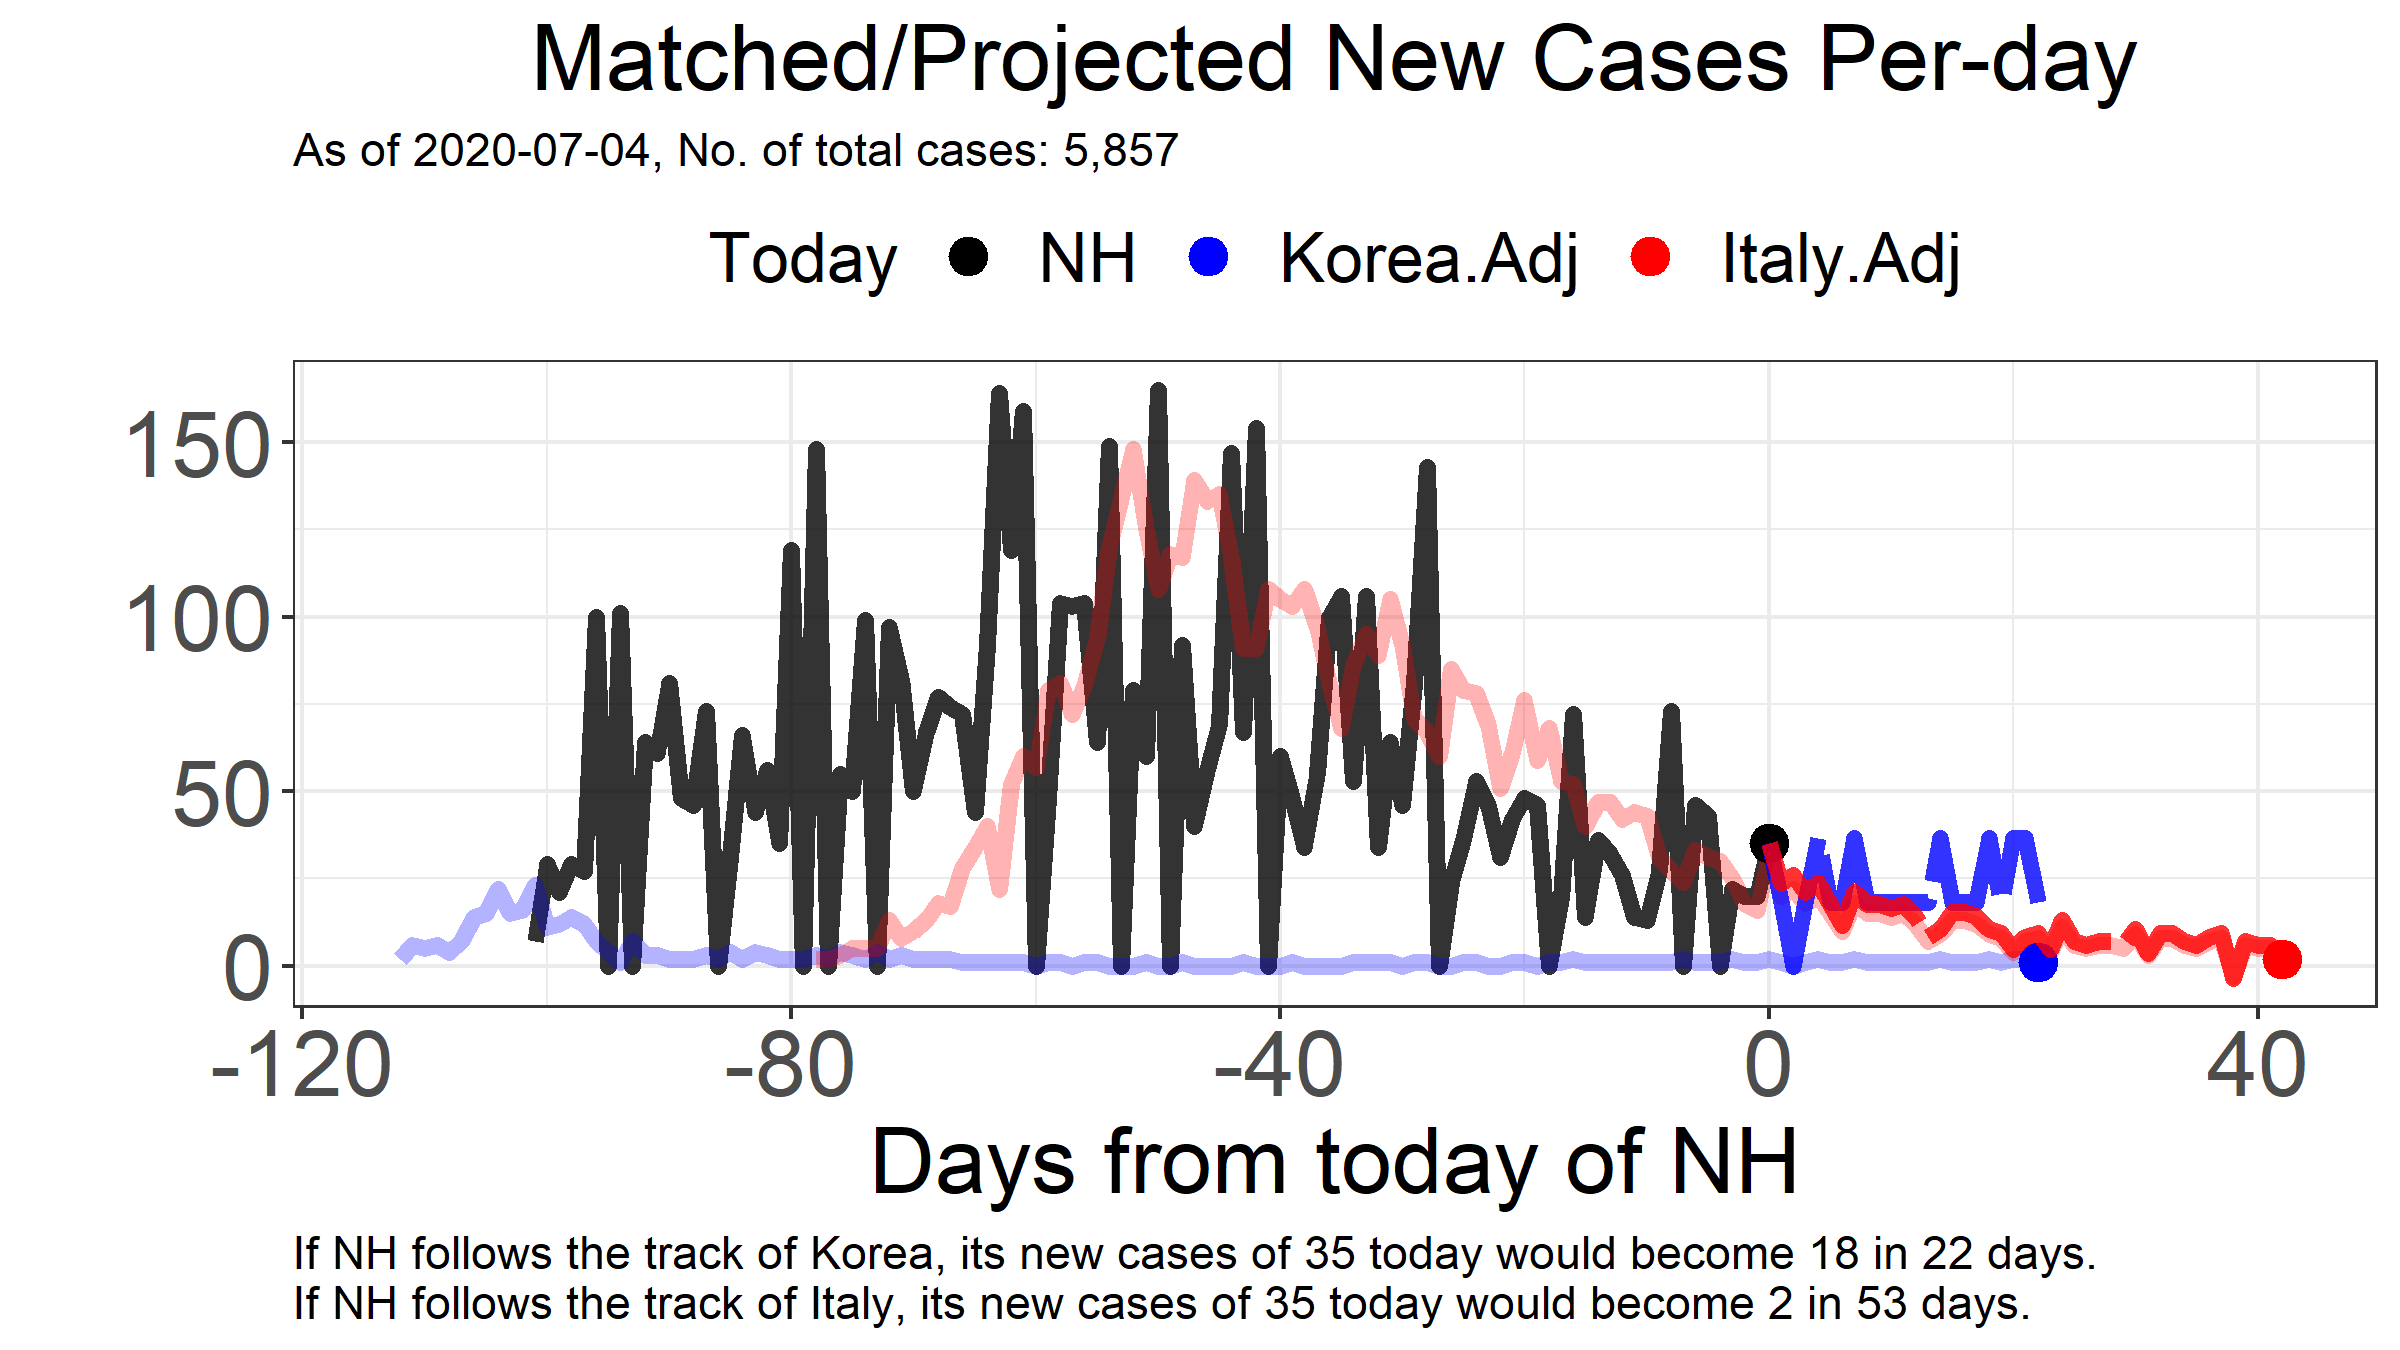 Matched/Projected New Cases Per-day
As of 2020-07-04, No. of total cases: 5,857
Today NH Korea.Adj Italy.Adj
150
100
50
0
-120 -80 -40 0 40
Days from today of NH
If NH follows the track of Korea, its new cases of 35 today would become 18 in 22 days.
If NH follows the track of Italy, its new cases of 35 today would become 2 in 53 days.